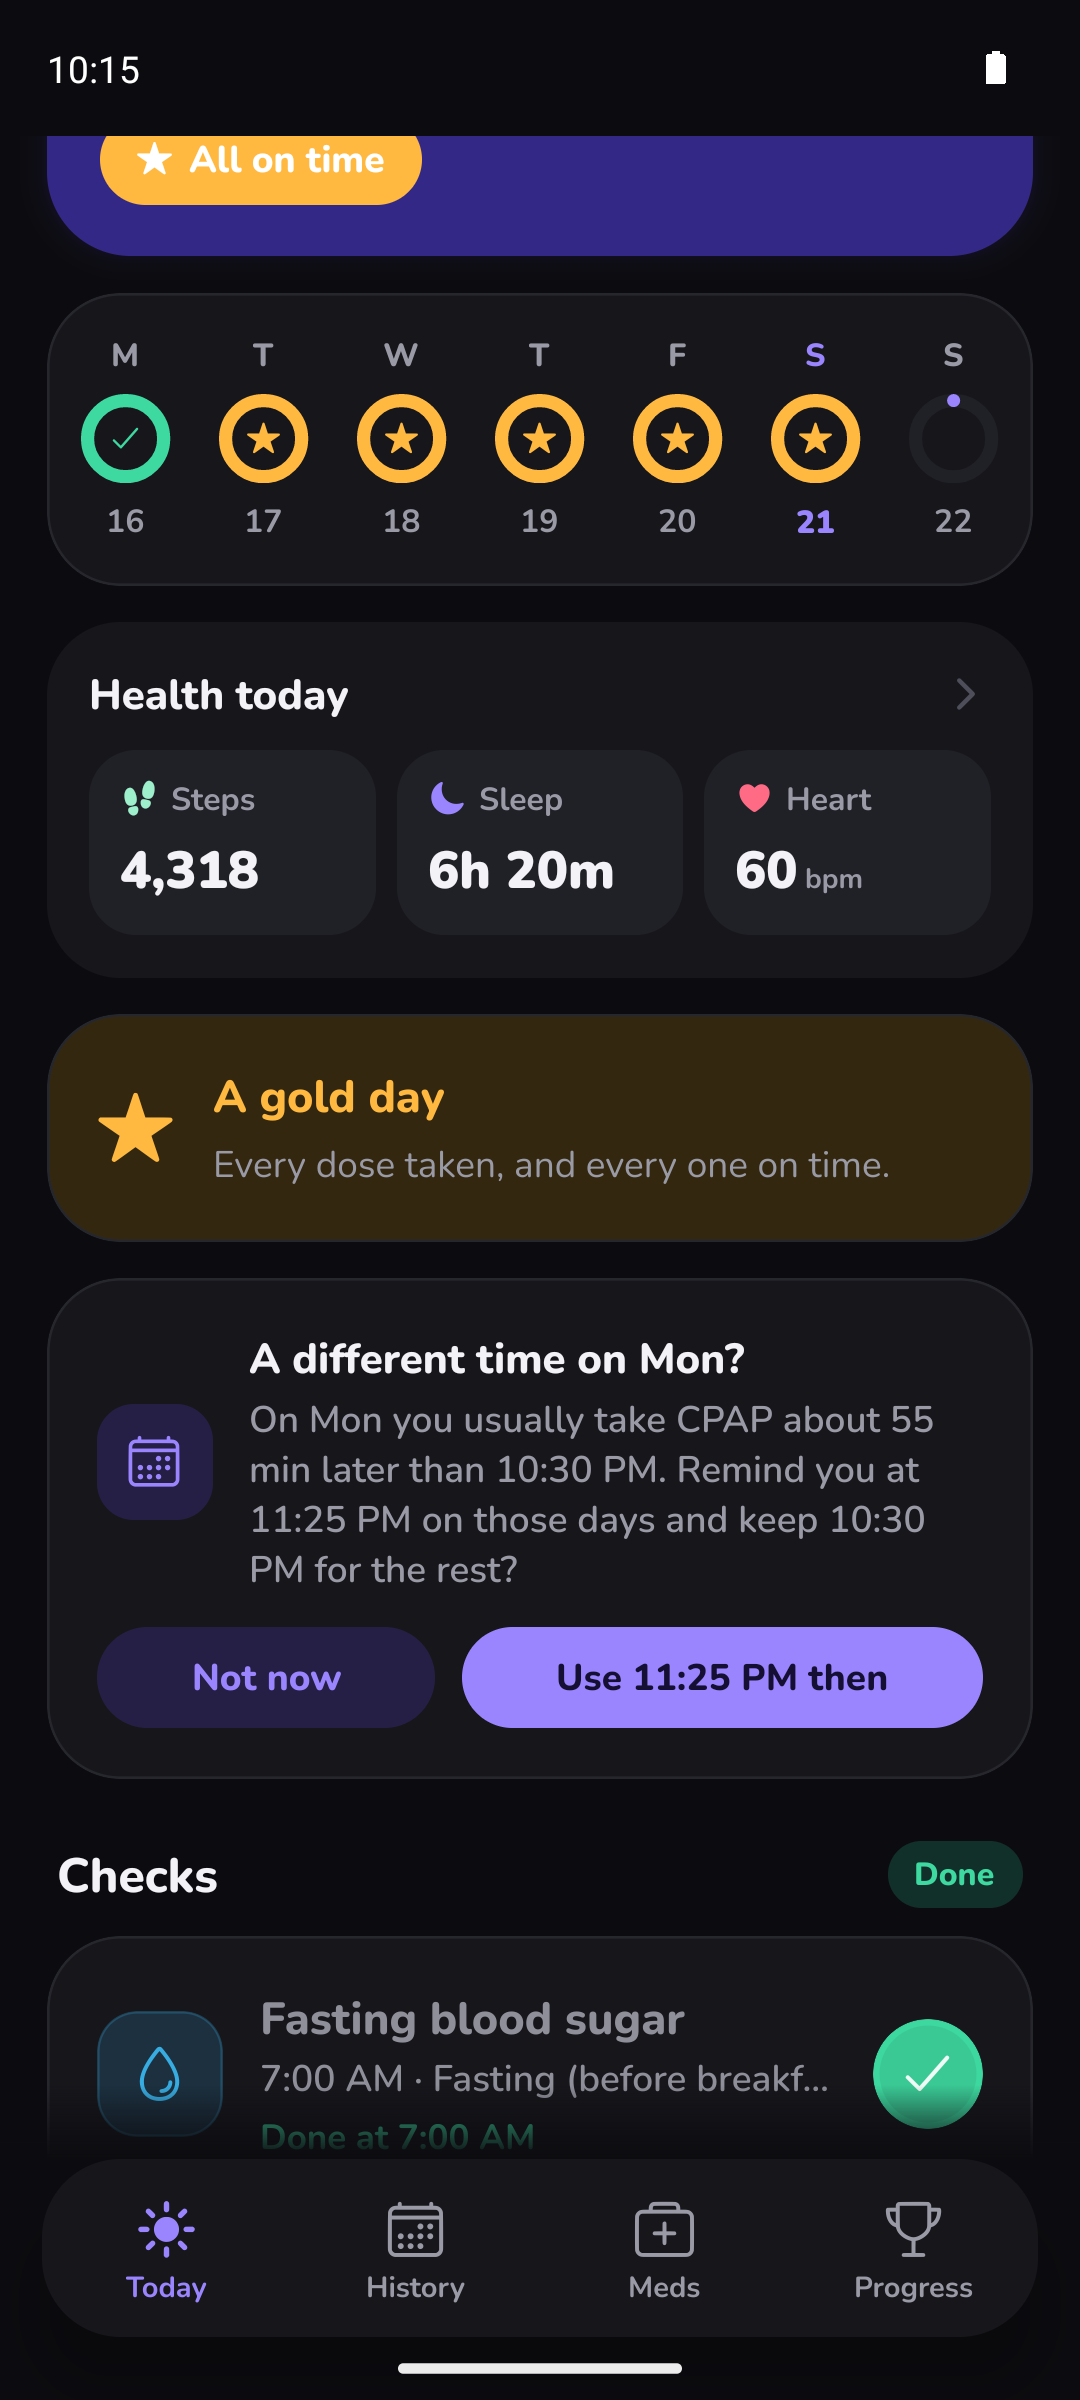 10:15
All on time
M T W T F S S
16 17 18 19 20 21 22
Health today
Steps Sleep Heart
4,318 6h 20m 60 bpm
A gold day
Every dose taken, and every one on time.
A different time on Mon?
On Mon you usually take CPAP about 55
min later than 10:30 PM. Remind you at
11:25 PM on those days and keep 10:30
PM for the rest?
Not now Use 11:25 PM then
Checks Done
Fasting blood sugar
7:00 AM · Fasting (before breakf...
Done at 7:00 AM
Today History Meds Progress